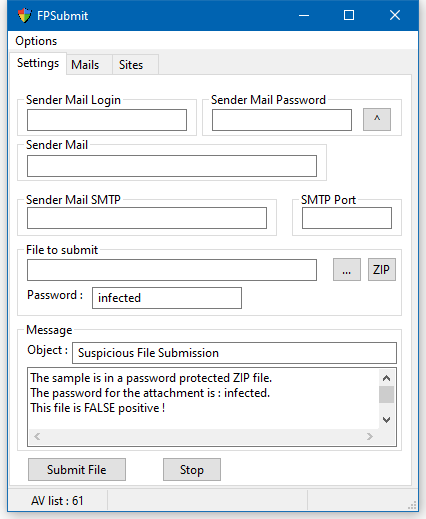 FPSubmit
Options
Settings Mails Sites
Sender Mail Login Sender Mail Password
^
Sender Mail
Sender Mail SMTP SMTP Port
File to submit
... ZIP
Password : infected
Message
Object : Suspicious File Submission
The sample is in a password protected ZIP file.
The password for the attachment is : infected.
This file is FALSE positive !
Submit File Stop
AV list : 61